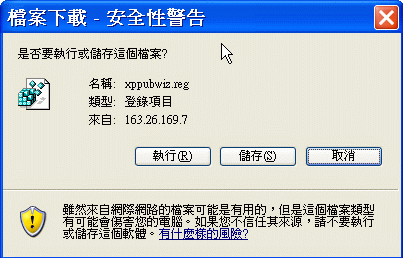 檔案下載 - 安全性警告
是否要執行或儲存這個檔案?
名稱: xppubwiz.reg
類型: 登錄項目
來自: 163.26.169.7
執行(R) 儲存(S) 取消
雖然來自網際網路的檔案可能是有用的，但是這個檔案類型
有可能會傷害您的電腦。如果您不信任其來源，請不要執行
或儲存這個軟體。有什麼樣的風險?